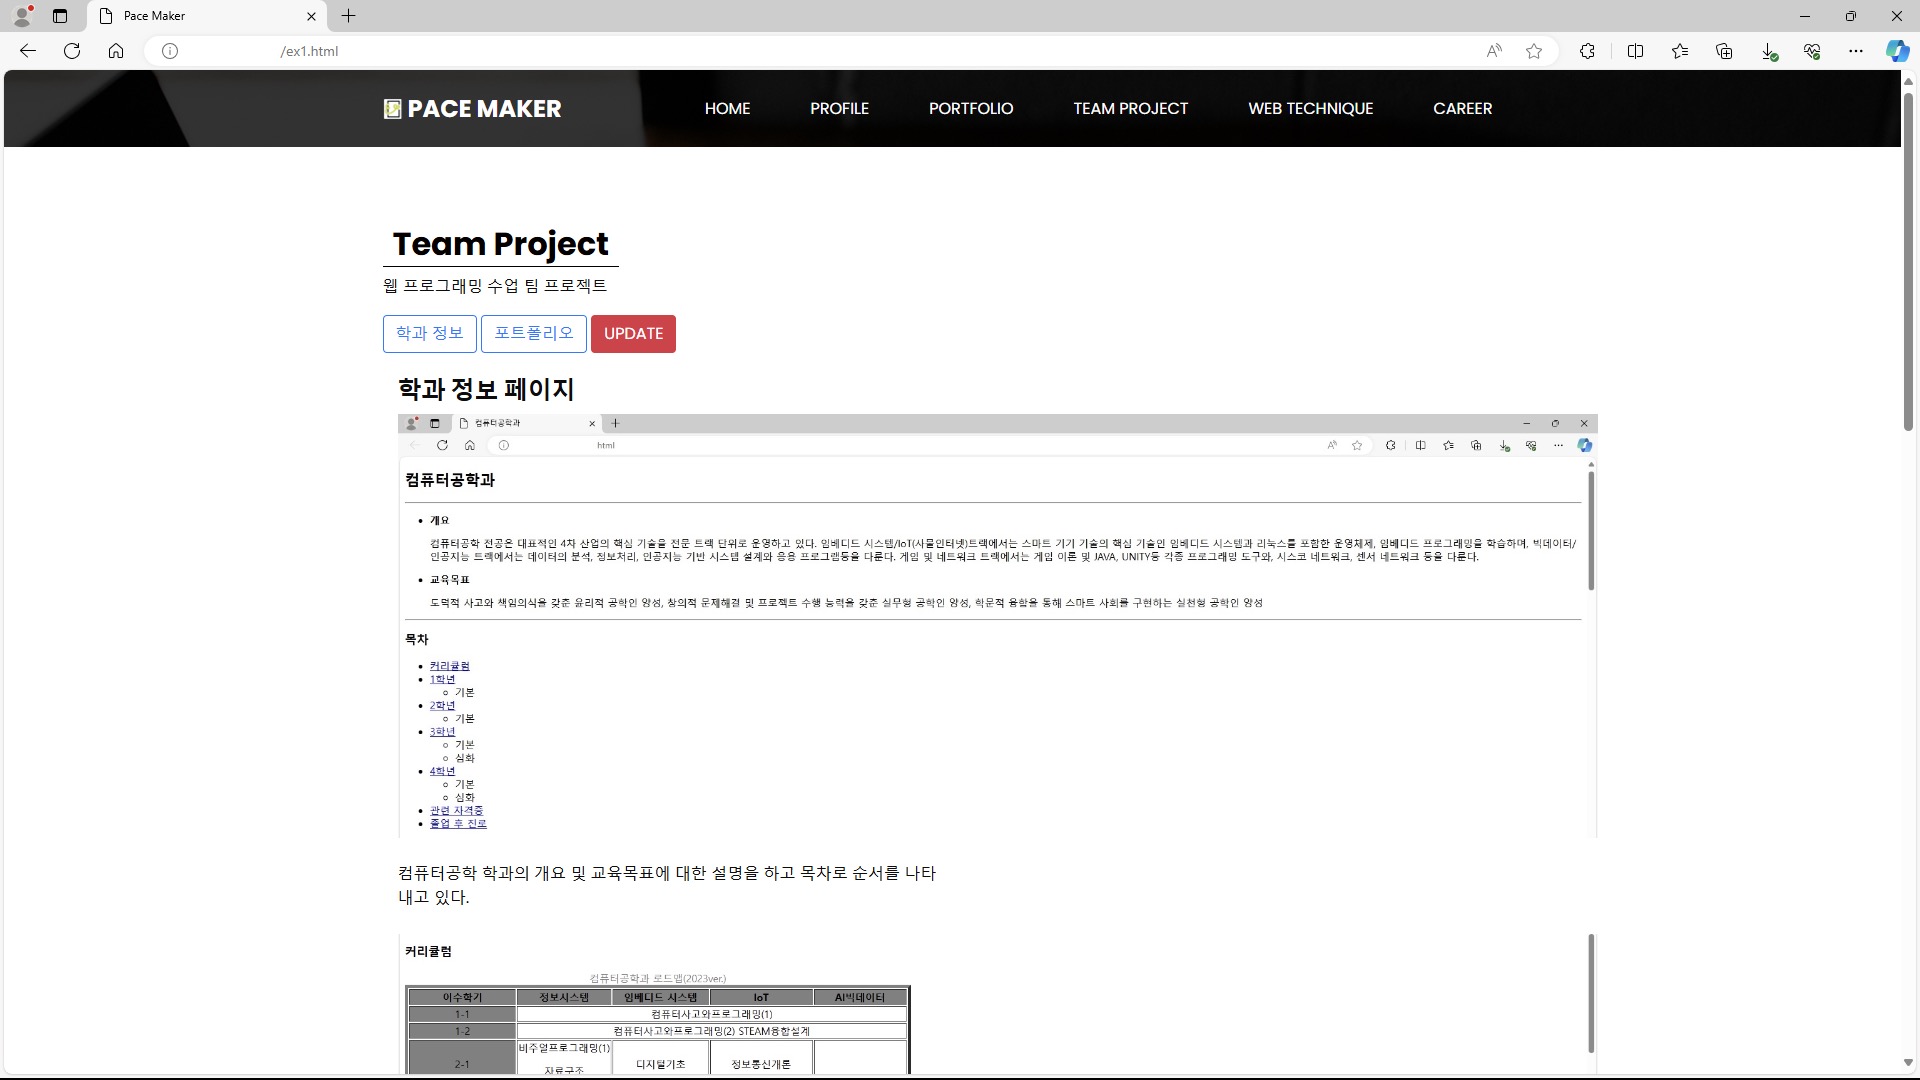 Pace Maker
/ex1.html
PACE MAKER
HOME
PROFILE
PORTFOLIO
TEAM PROJECT
WEB TECHNIQUE
CAREER
Team Project
웹 프로그래밍 수업 팀 프로젝트
학과 정보
포트폴리오
UPDATE
학과 정보 페이지
컴퓨터공학과
html
컴퓨터공학과
개요
컴퓨터공학 전공은 대표적인 4차 산업의 핵심 기술을 전문 트랙 단위로 운영하고 있다. 임베디드 시스템/IoT(사물인터넷)트랙에서는 스마트 기기 기술의 핵심 기술인 임베디드 시스템과 리눅스를 포함한 운영체제, 임베디드 프로그래밍을 학습하며, 빅데이터/
인공지능 트랙에서는 데이터의 분석, 정보처리, 인공지능 기반 시스템 설계와 응용 프로그램등을 다룬다. 게임 및 네트워크 트랙에서는 게임 이론 및 JAVA, UNITY등 각종 프로그래밍 도구와, 시스코 네트워크, 센서 네트워크 등을 다룬다.
교육목표
도덕적 사고와 책임의식을 갖춘 윤리적 공학인 양성, 창의적 문제해결 및 프로젝트 수행 능력을 갖춘 실무형 공학인 양성, 학문적 융합을 통해 스마트 사회를 구현하는 실천형 공학인 양성
목차
커리큘럼
1학년
기본
2학년
기본
3학년
기본
심화
4학년
기본
심화
관련 자격증
졸업 후 진로
컴퓨터공학 학과의 개요 및 교육목표에 대한 설명을 하고 목차로 순서를 나타
내고 있다.
커리큘럼
컴퓨터공학과 로드맵(2023ver.)
이수학기 정보시스템 임베디드 시스템 IoT AI빅데이터
1-1 컴퓨터사고와프로그래밍(1)
1-2 컴퓨터사고와프로그래밍(2) STEAM융합설계
비주얼프로그래밍(1)
2-1 디지털기초 정보통신개론
자료구조